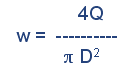 4Q
w = ----------
π D²